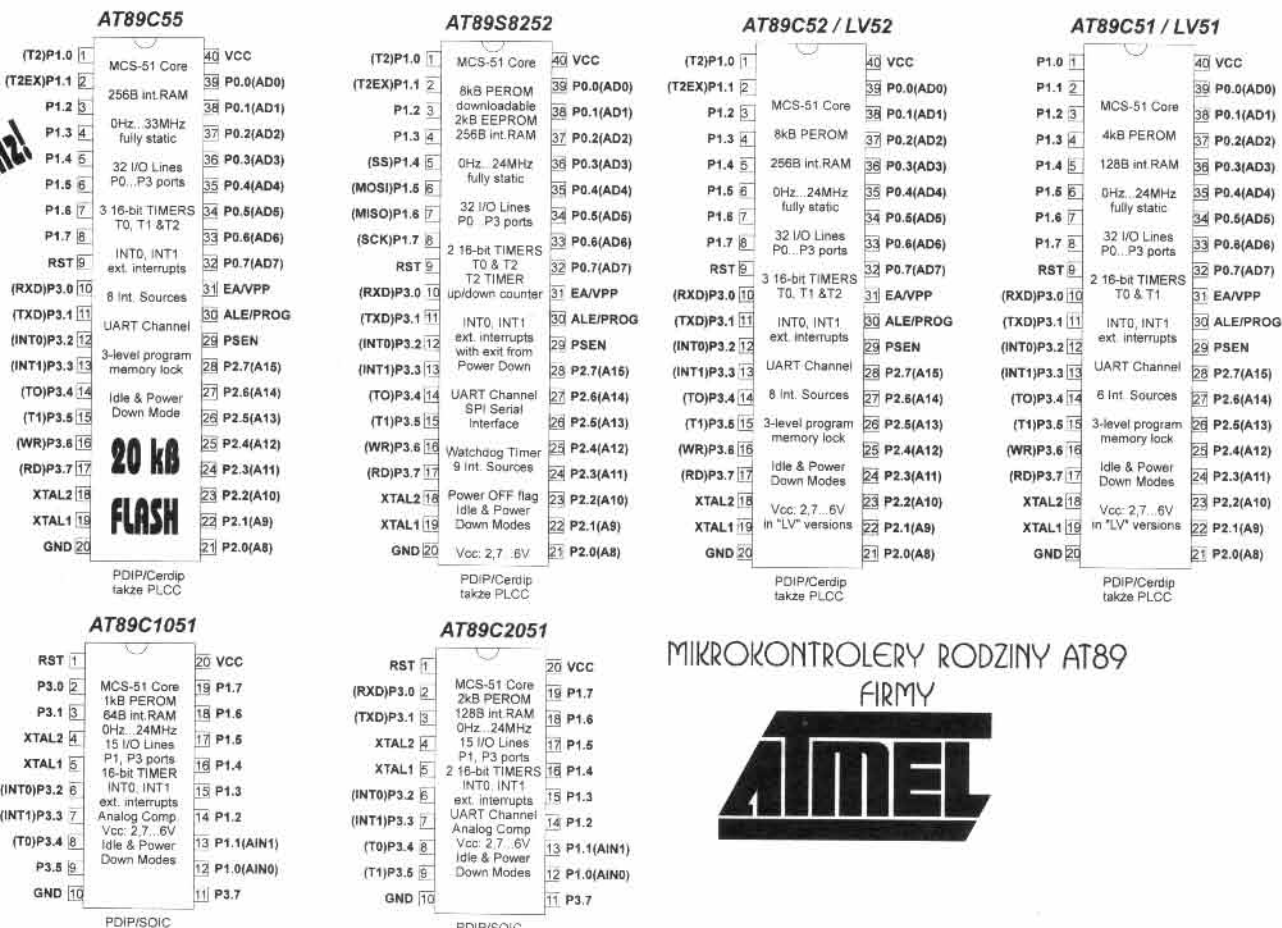 AT89C55
(T2)P1.0 1
(T2EX)P1.1 2
P1.2 3
P1.3 4
P1.4 5
P1.5 6
P1.6 7
P1.7 8
RST 9
(RXD)P3.0 10
(TXD)P3.1 11
(INT0)P3.2 12
(INT1)P3.3 13
(TO)P3.4 14
(T1)P3.5 15
(WR)P3.6 16
(RD)P3.7 17
XTAL2 18
XTAL1 19
GND 20
MCS-51 Core
256B int.RAM
0Hz...33MHz
fully static
32 I/O Lines
P0...P3 ports
3 16-bit TIMERS
T0, T1 &T2
INT0, INT1
ext. interrupts
8 Int. Sources
UART Channel
3-level program
memory lock
Idle & Power
Down Mode
20 kB
FLASH
40 VCC
39 P0.0(AD0)
38 P0.1(AD1)
37 P0.2(AD2)
36 P0.3(AD3)
35 P0.4(AD4)
34 P0.5(AD5)
33 P0.6(AD6)
32 P0.7(AD7)
31 EA/VPP
30 ALE/PROG
29 PSEN
28 P2.7(A15)
27 P2.6(A14)
26 P2.5(A13)
25 P2.4(A12)
24 P2.3(A11)
23 P2.2(A10)
22 P2.1(A9)
21 P2.0(A8)
PDIP/Cerdip
także PLCC
AT89S8252
(T2)P1.0 1
(T2EX)P1.1 2
P1.2 3
P1.3 4
(SS)P1.4 5
(MOSI)P1.5 6
(MISO)P1.6 7
(SCK)P1.7 8
RST 9
(RXD)P3.0 10
(TXD)P3.1 11
(INT0)P3.2 12
(INT1)P3.3 13
(TO)P3.4 14
(T1)P3.5 15
(WR)P3.6 16
(RD)P3.7 17
XTAL2 18
XTAL1 19
GND 20
MCS-51 Core
8kB PEROM
downloadable
2kB EEPROM
256B int.RAM
0Hz...24MHz
fully static
32 I/O Lines
P0 P3 ports
2 16-bit TIMERS
T0 & T2
T2 TIMER
up/down counter
INT0, INT1
ext. interrupts
with exit from
Power Down
UART Channel
SPI Serial
Interface
Watchdog Timer
9 Int. Sources
Power OFF flag
Idle & Power
Down Modes
Vcc: 2,7 ..6V
40 VCC
39 P0.0(AD0)
38 P0.1(AD1)
37 P0.2(AD2)
36 P0.3(AD3)
35 P0.4(AD4)
34 P0.5(AD5)
33 P0.6(AD6)
32 P0.7(AD7)
31 EA/VPP
30 ALE/PROG
29 PSEN
28 P2.7(A15)
27 P2.6(A14)
26 P2.5(A13)
25 P2.4(A12)
24 P2.3(A11)
23 P2.2(A10)
22 P2.1(A9)
21 P2.0(A8)
PDIP/Cerdip
także PLCC
AT89C52 / LV52
(T2)P1.0 1
(T2EX)P1.1 2
P1.2 3
P1.3 4
P1.4 5
P1.5 6
P1.6 7
P1.7 8
RST 9
(RXD)P3.0 10
(TXD)P3.1 11
(INT0)P3.2 12
(INT1)P3.3 13
(TO)P3.4 14
(T1)P3.5 15
(WR)P3.6 16
(RD)P3.7 17
XTAL2 18
XTAL1 19
GND 20
MCS-51 Core
8kB PEROM
256B int.RAM
0Hz...24MHz
fully static
32 I/O Lines
P0...P3 ports
3 16-bit TIMERS
T0, T1 &T2
INT0, INT1
ext. interrupts
UART Channel
8 Int. Sources
3-level program
memory lock
Idle & Power
Down Modes
Vcc: 2,7...6V
in "LV" versions
40 VCC
39 P0.0(AD0)
38 P0.1(AD1)
37 P0.2(AD2)
36 P0.3(AD3)
35 P0.4(AD4)
34 P0.5(AD5)
33 P0.6(AD6)
32 P0.7(AD7)
31 EA/VPP
30 ALE/PROG
29 PSEN
28 P2.7(A15)
27 P2.6(A14)
26 P2.5(A13)
25 P2.4(A12)
24 P2.3(A11)
23 P2.2(A10)
22 P2.1(A9)
21 P2.0(A8)
PDIP/Cerdip
także PLCC
AT89C51 / LV51
P1.0 1
P1.1 2
P1.2 3
P1.3 4
P1.4 5
P1.5 6
P1.6 7
P1.7 8
RST 9
(RXD)P3.0 10
(TXD)P3.1 11
(INT0)P3.2 12
(INT1)P3.3 13
(TO)P3.4 14
(T1)P3.5 15
(WR)P3.6 16
(RD)P3.7 17
XTAL2 18
XTAL1 19
GND 20
MCS-51 Core
4kB PEROM
128B int.RAM
0Hz...24MHz
fully static
32 I/O Lines
P0...P3 ports
2 16-bit TIMERS
T0 & T1
INT0, INT1
ext. interrupts
UART Channel
6 Int. Sources
3-level program
memory lock
Idle & Power
Down Modes
Vcc: 2,7...6V
in "LV" versions
40 VCC
39 P0.0(AD0)
38 P0.1(AD1)
37 P0.2(AD2)
36 P0.3(AD3)
35 P0.4(AD4)
34 P0.5(AD5)
33 P0.6(AD6)
32 P0.7(AD7)
31 EA/VPP
30 ALE/PROG
29 PSEN
28 P2.7(A15)
27 P2.6(A14)
26 P2.5(A13)
25 P2.4(A12)
24 P2.3(A11)
23 P2,2(A10)
22 P2.1(A9)
21 P2.0(A8)
PDIP/Cerdip
także PLCC
AT89C1051
RST 1
P3.0 2
P3.1 3
XTAL2 4
XTAL1 5
(INT0)P3.2 6
(INT1)P3.3 7
(T0)P3.4 8
P3.5 9
GND 10
MCS-51 Core
1kB PEROM
64B int.RAM
0Hz...24MHz
15 I/O Lines
P1, P3 ports
16-bit TIMER
INT0, INT1
ext. interrupts
Analog Comp.
Vcc: 2,7...6V
Idle & Power
Down Modes
20 VCC
19 P1.7
18 P1.6
17 P1.5
16 P1.4
15 P1.3
14 P1.2
13 P1.1(AIN1)
12 P1.0(AIN0)
11 P3.7
PDIP/SOIC
AT89C2051
RST 1
(RXD)P3.0 2
(TXD)P3.1 3
XTAL2 4
XTAL1 5
(INT0)P3.2 6
(INT1)P3.3 7
(T0)P3.4 8
(T1)P3.5 9
GND 10
MCS-51 Core
2kB PEROM
128B int.RAM
0Hz...24MHz
15 I/O Lines
P1, P3 ports
2 16-bit TIMERS
INT0, INT1
ext. interrupts
UART Channel
Analog Comp
Vcc: 2,7...6V
Idle & Power
Down Modes
20 VCC
19 P1.7
18 P1.6
17 P1.5
16 P1.4
15 P1.3
14 P1.2
13 P1.1(AIN1)
12 P1.0(AIN0)
11 P3.7
PDIP/SOIC
MIKROKONTROLERY RODZINY AT89
FIRMY
ATMEL